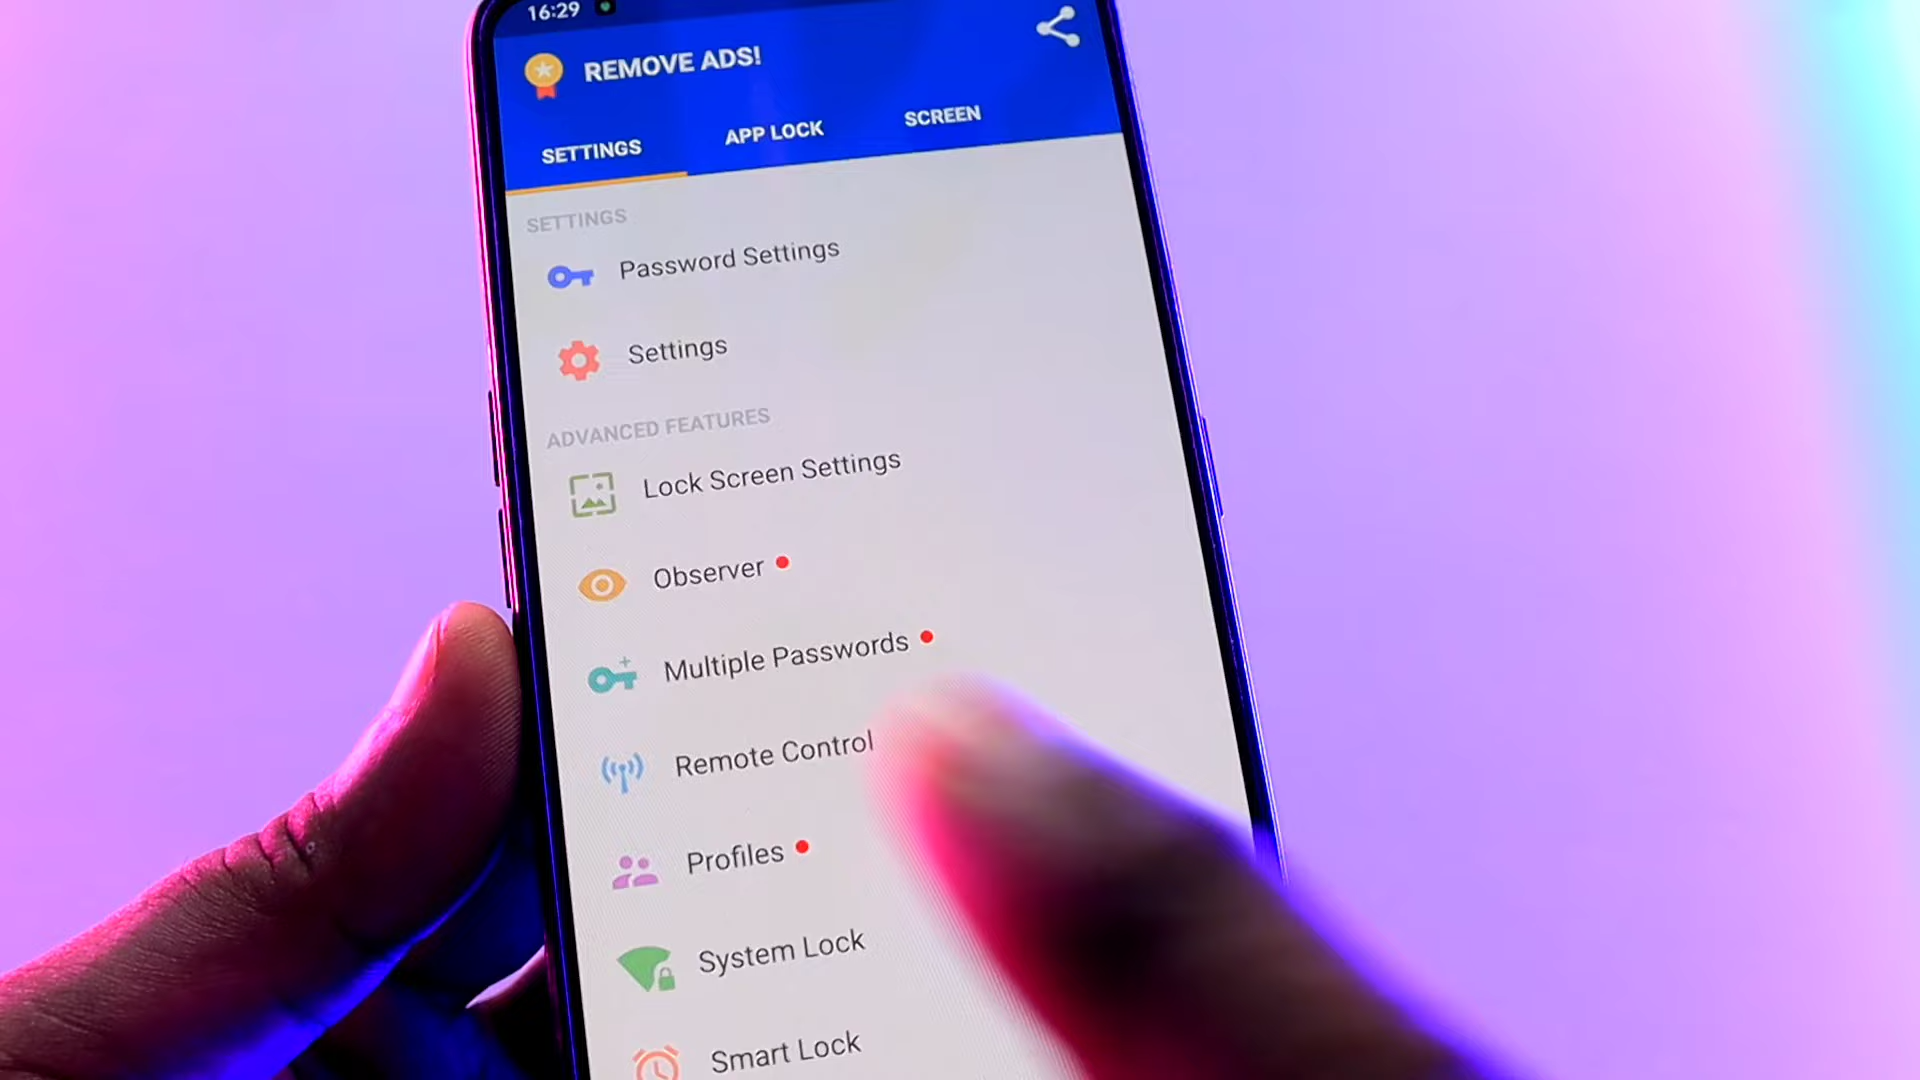 16:29
REMOVE ADS!
SETTINGS APP LOCK SCREEN
SETTINGS
Password Settings
Settings
ADVANCED FEATURES
Lock Screen Settings
Observer
Multiple Passwords
Remote Control
Profiles
System Lock
Smart Lock